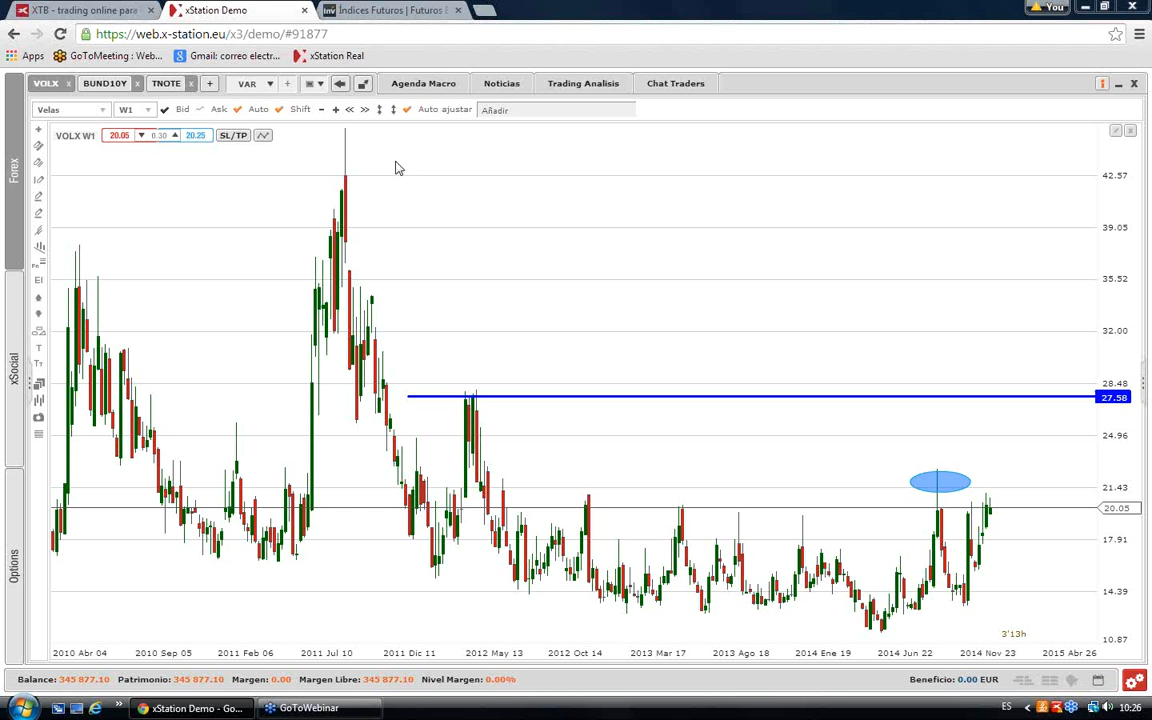 XTB - trading online para
xStation Demo
Índices Futuros | Futuros
You
https://web.x-station.eu/x3/demo/#91877
Apps
GoToMeeting : Web...
Gmail: correo electr...
xStation Real
VOLX
BUND10Y
TNOTE
VAR
Agenda Macro
Noticias
Trading Analisis
Chat Traders
Velas
W1
Bid
Ask
Auto
Shift
Auto ajustar
Añadir
VOLX W1
20.05
0.30
20.25
SL/TP
Forex
xSocial
Options
42.57
39.05
35.52
32.00
28.48
27.58
24.96
21.43
20.05
17.91
14.39
10.87
3'13h
2010 Abr 04
2010 Sep 05
2011 Feb 06
2011 Jul 10
2011 Dic 11
2012 May 13
2012 Oct 14
2013 Mar 17
2013 Ago 18
2014 Ene 19
2014 Jun 22
2014 Nov 23
2015 Abr 26
Balance: 345 877.10
Patrimonio: 345 877.10
Margen: 0.00
Margen Libre: 345 877.10
Nivel Margen: 0.00%
Beneficio: 0.00 EUR
xStation Demo - Go...
GoToWebinar
ES
10:26